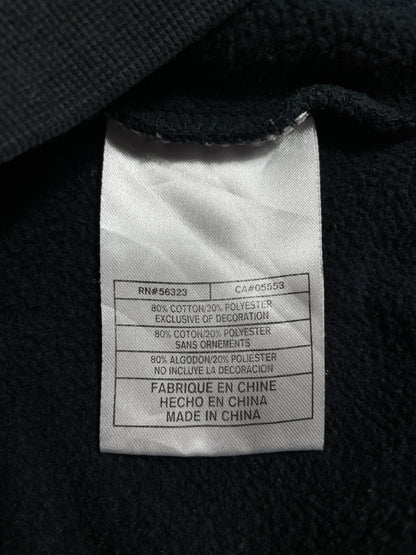 RN#56323 CA#05553
80% COTTON/20% POLYESTER
EXCLUSIVE OF DECORATION
80% COTON/20% POLYESTER
SANS ORNEMENTS
80% ALGODON/20% POLIESTER
NO INCLUYE LA DECORACION
FABRIQUE EN CHINE
HECHO EN CHINA
MADE IN CHINA